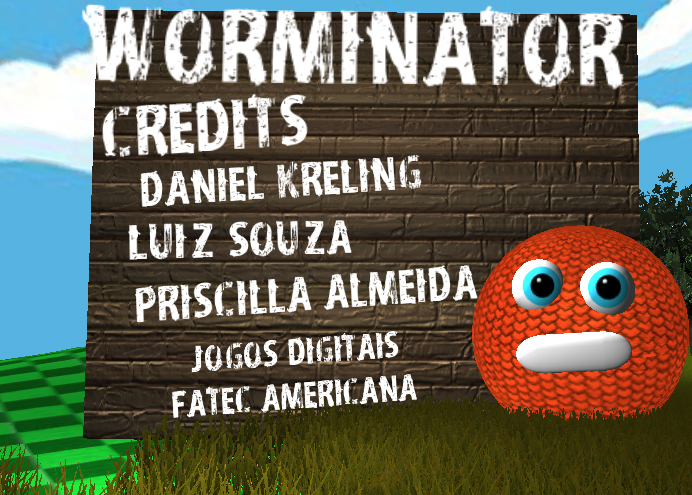 WORMINATOR
CREDITS
DANIEL KRELING
LUIZ SOUZA
PRISCILLA ALMEIDA
JOGOS DIGITAIS
FATEC AMERICANA